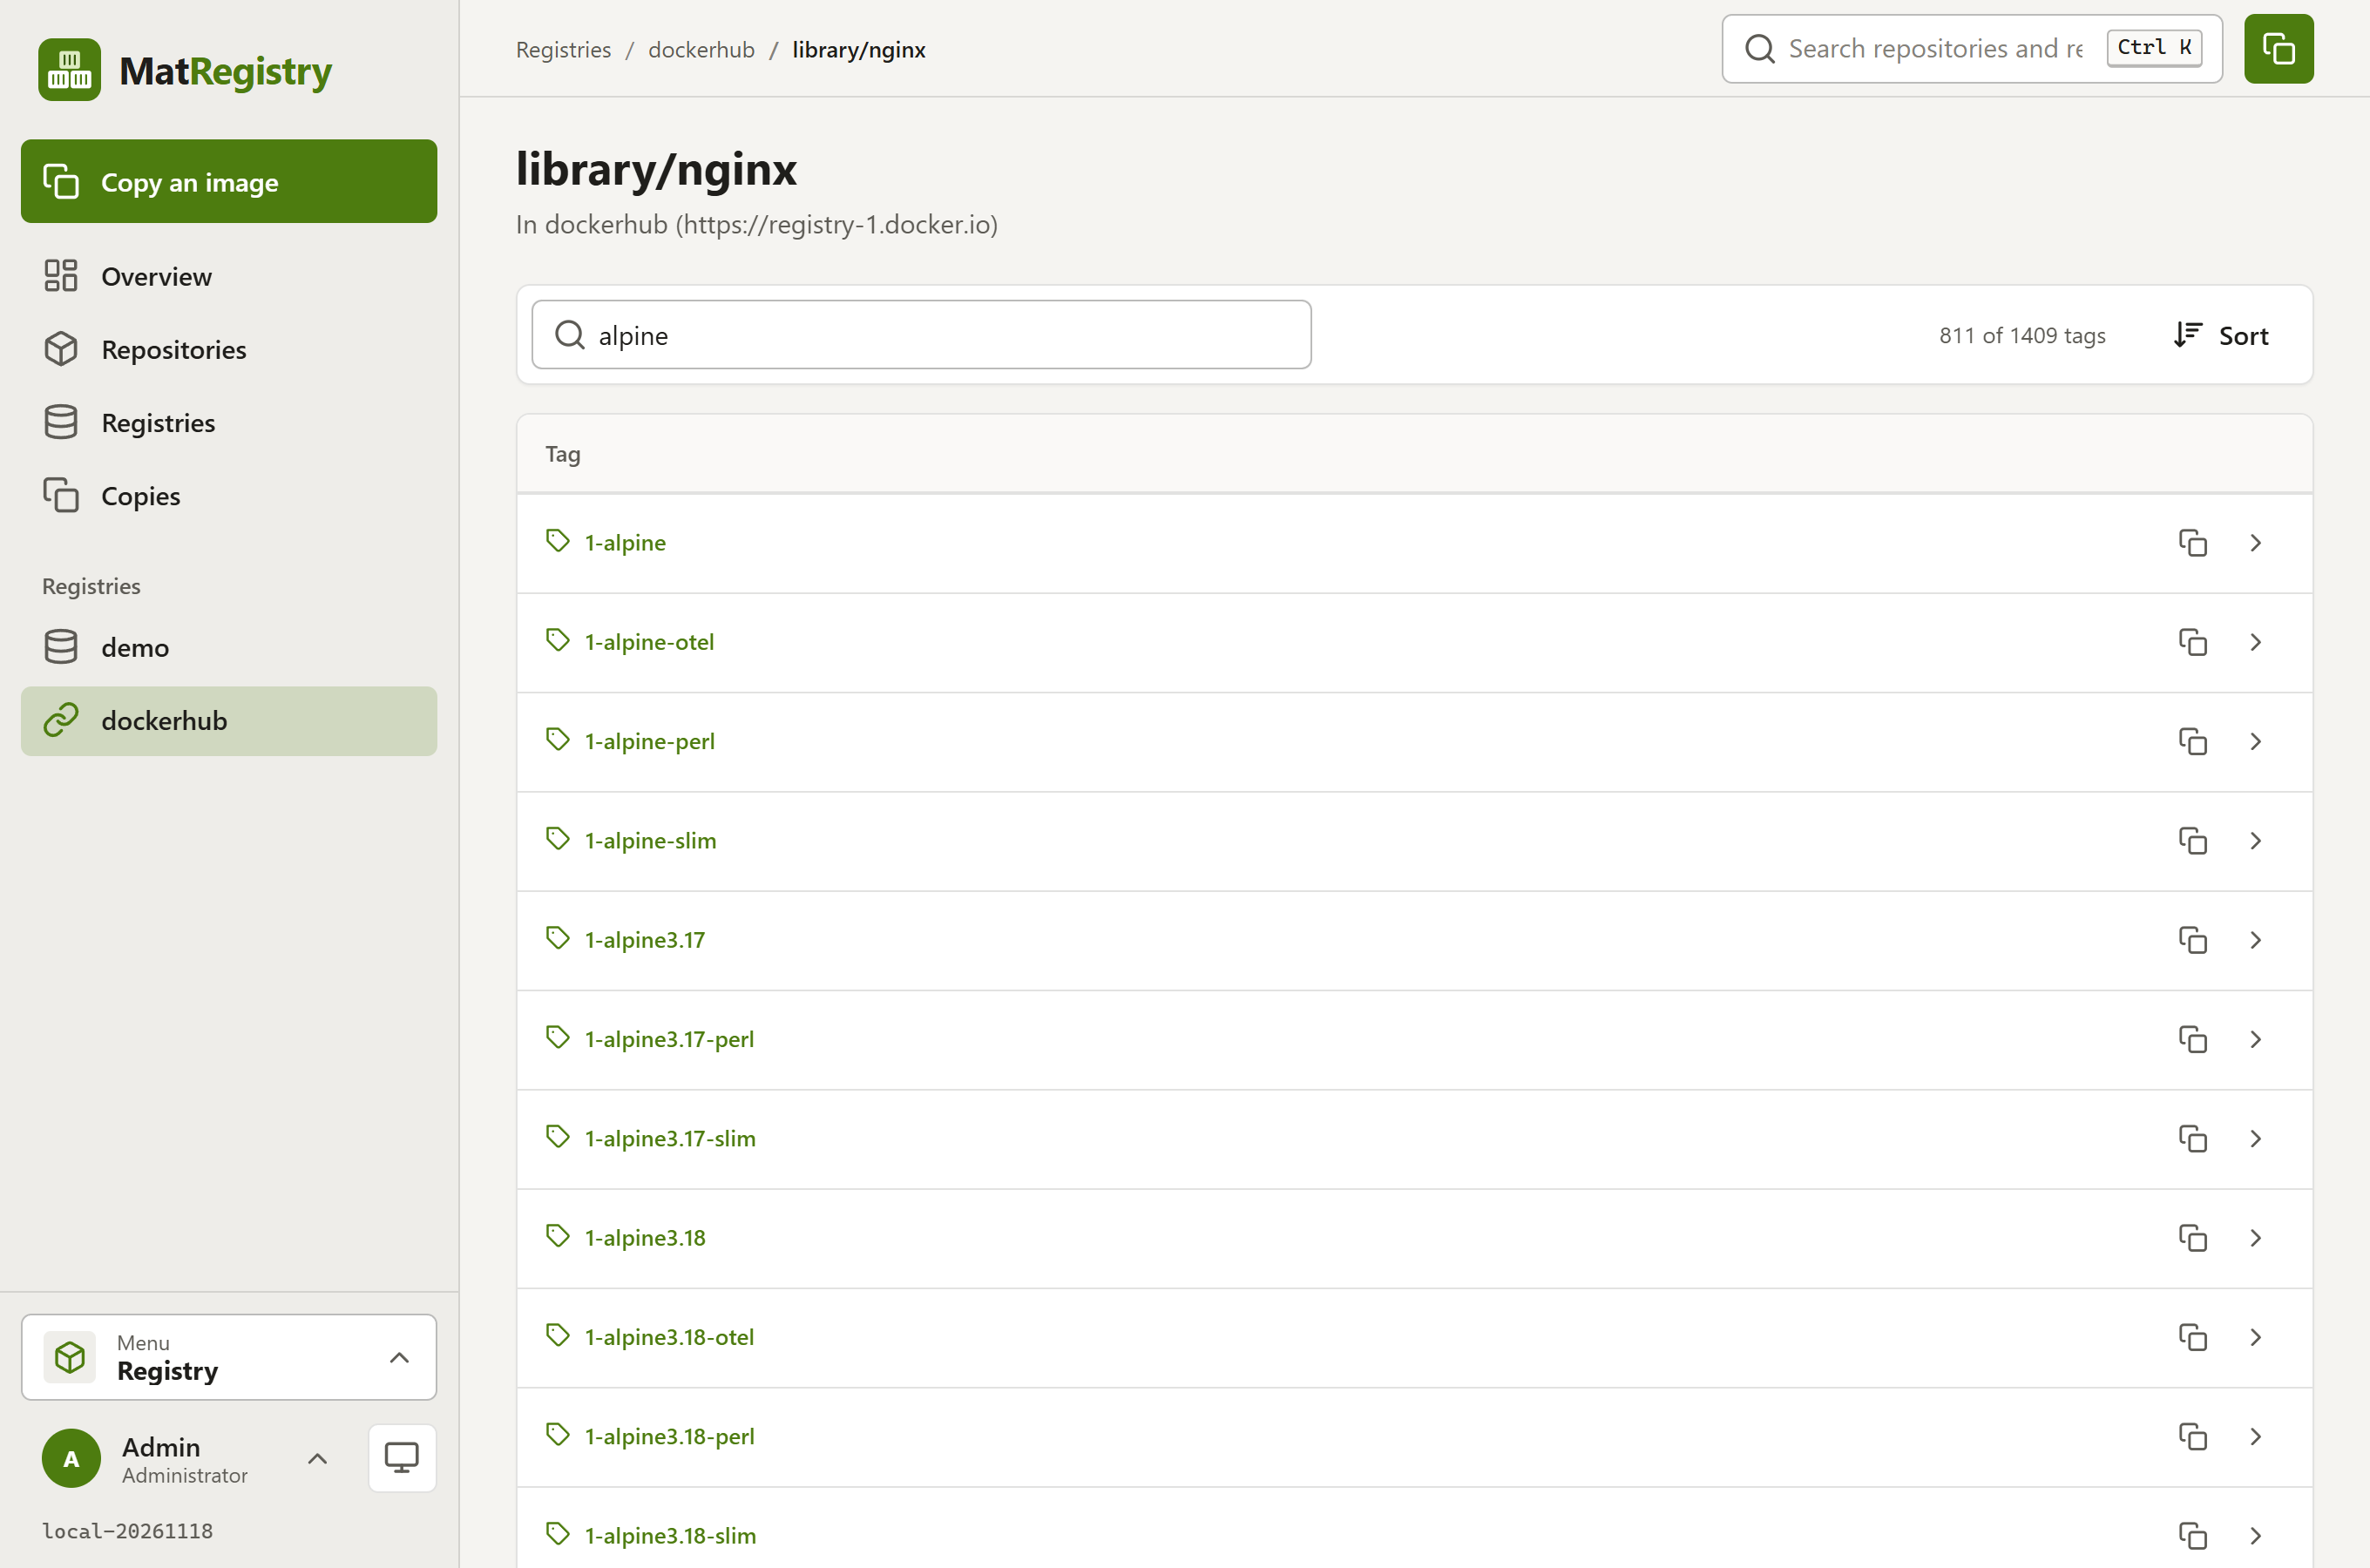 MatRegistry
Copy an image
Overview
Repositories
Registries
Copies
Registries
demo
dockerhub
Menu
Registry
A
Admin
Administrator
local-20261118
Registries / dockerhub / library/nginx
Search repositories and re
Ctrl K
library/nginx
In dockerhub (https://registry-1.docker.io)
alpine
811 of 1409 tags
Sort
Tag
1-alpine
1-alpine-otel
1-alpine-perl
1-alpine-slim
1-alpine3.17
1-alpine3.17-perl
1-alpine3.17-slim
1-alpine3.18
1-alpine3.18-otel
1-alpine3.18-perl
1-alpine3.18-slim